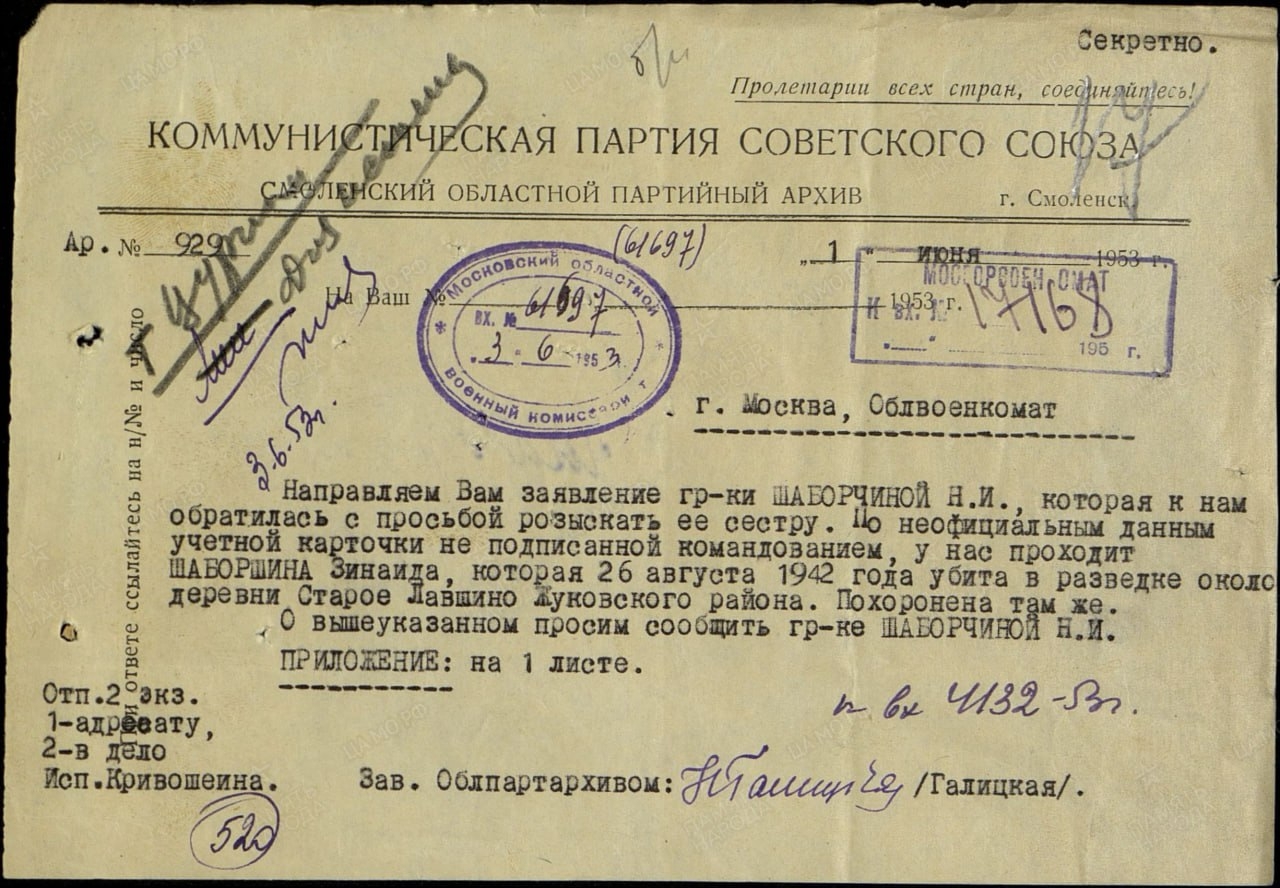 Секретно.
Пролетарии всех стран, соединяйтесь!
КОММУНИСТИЧЕСКАЯ ПАРТИЯ СОВЕТСКОГО СОЮЗА
СМОЛЕНСКИЙ ОБЛАСТНОЙ ПАРТИЙНЫЙ АРХИВ
г. Смоленск.
Ар. № 929
(61697)
„ 1 " июня 1953 г.
На Ваш № 1953 г.
Московский областной
военный комиссариат
ВХ. № 61697
„ 3 " 6 1953 г.
МОСГОРВОЕНКОМАТ
ВХ. № 17168
„ " 195 г.
3.6.53г.
При ответе ссылайтесь на н/№ и число
г. Москва, Облвоенкомат
Направляем Вам заявление гр-ки ШАБОРЧИНОЙ Н.И., которая к нам
обратилась с просьбой розыскать ее сестру. По неофициальным данным
учетной карточки не подписанной командованием, у нас проходит
ШАБОРШИНА Зинаида, которая 26 августа 1942 года убита в разведке около
деревни Старое Лавшино Жуковского района. Похоронена там же.
О вышеуказанном просим сообщить гр-ке ШАБОРЧИНОЙ Н.И.
ПРИЛОЖЕНИЕ: на 1 листе.
Отп.2 экз.
1-адресату,
2-в дело
Исп.Кривошеина.
к вх 4132-53г.
Зав. Облпартархивом: /Галицкая/.
520